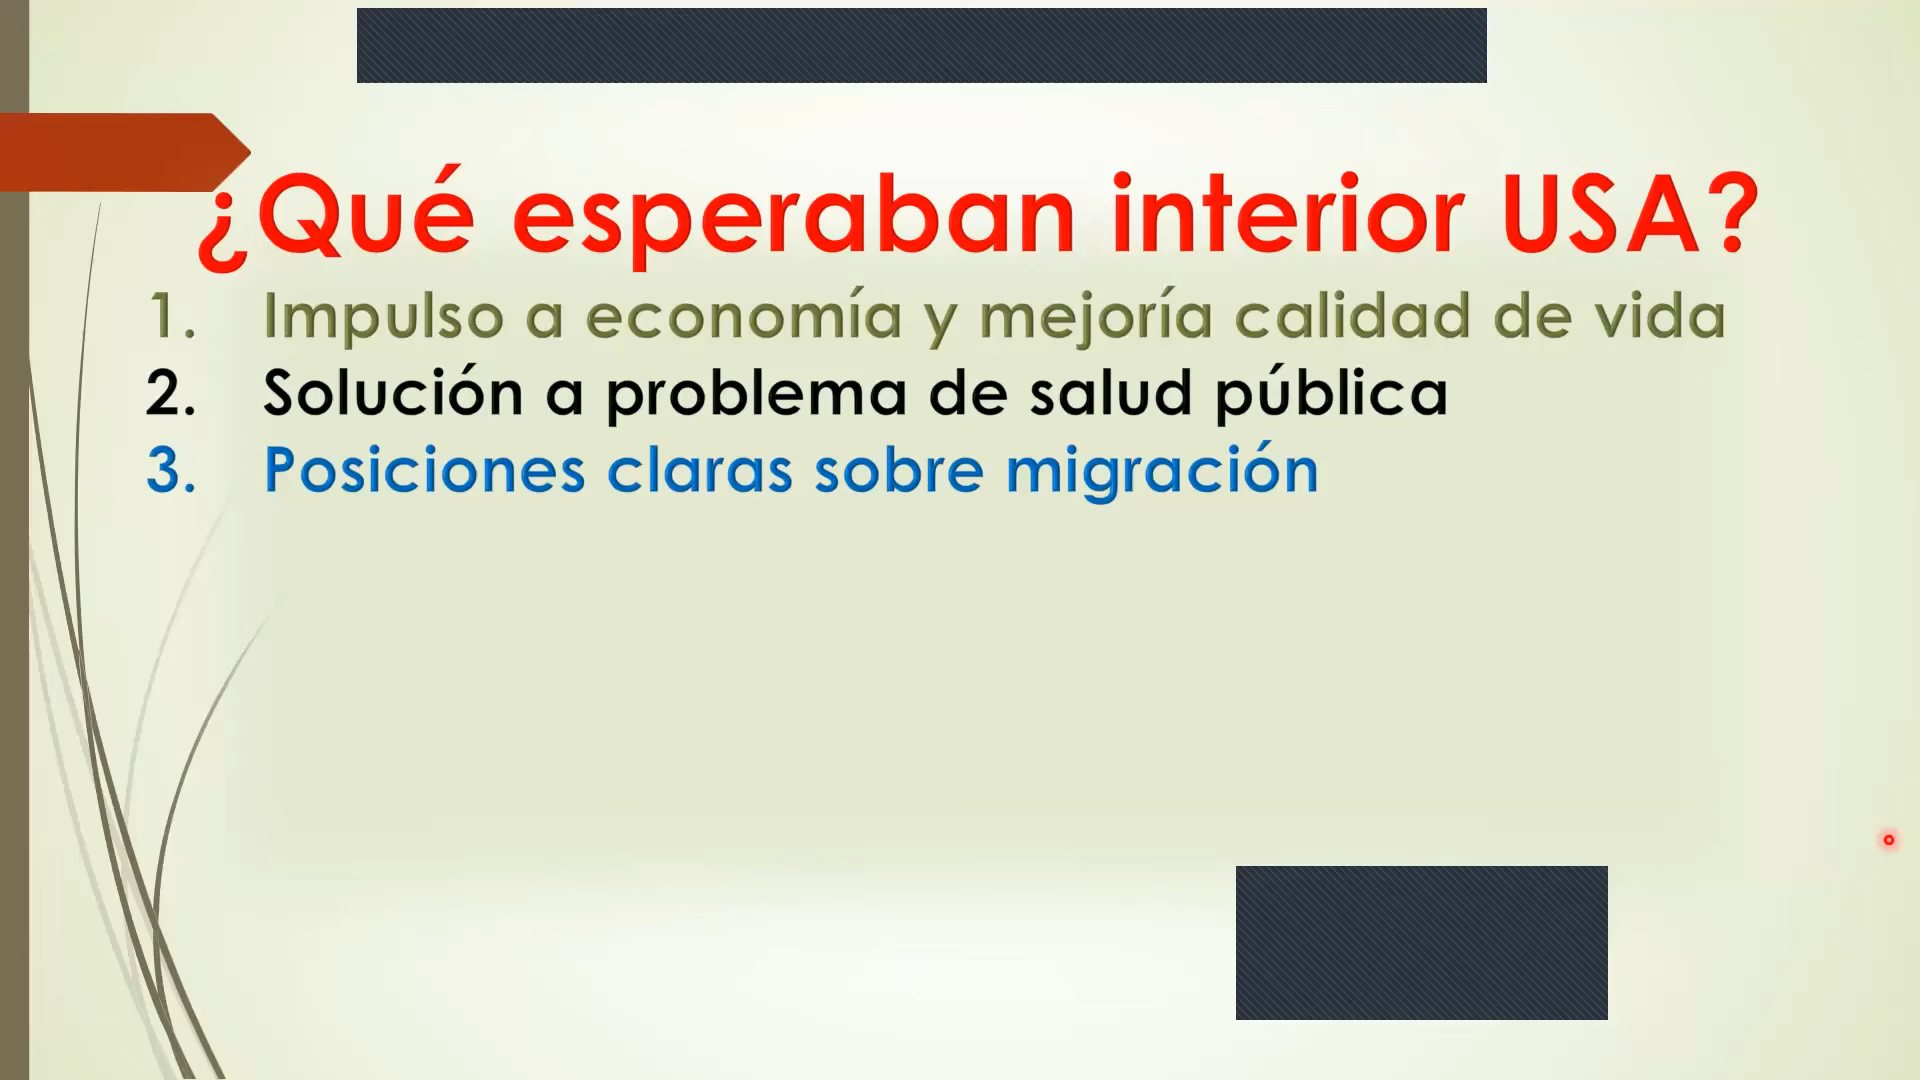 ¿Qué esperaban interior USA?
1. Impulso a economía y mejoría calidad de vida
2. Solución a problema de salud pública
3. Posiciones claras sobre migración